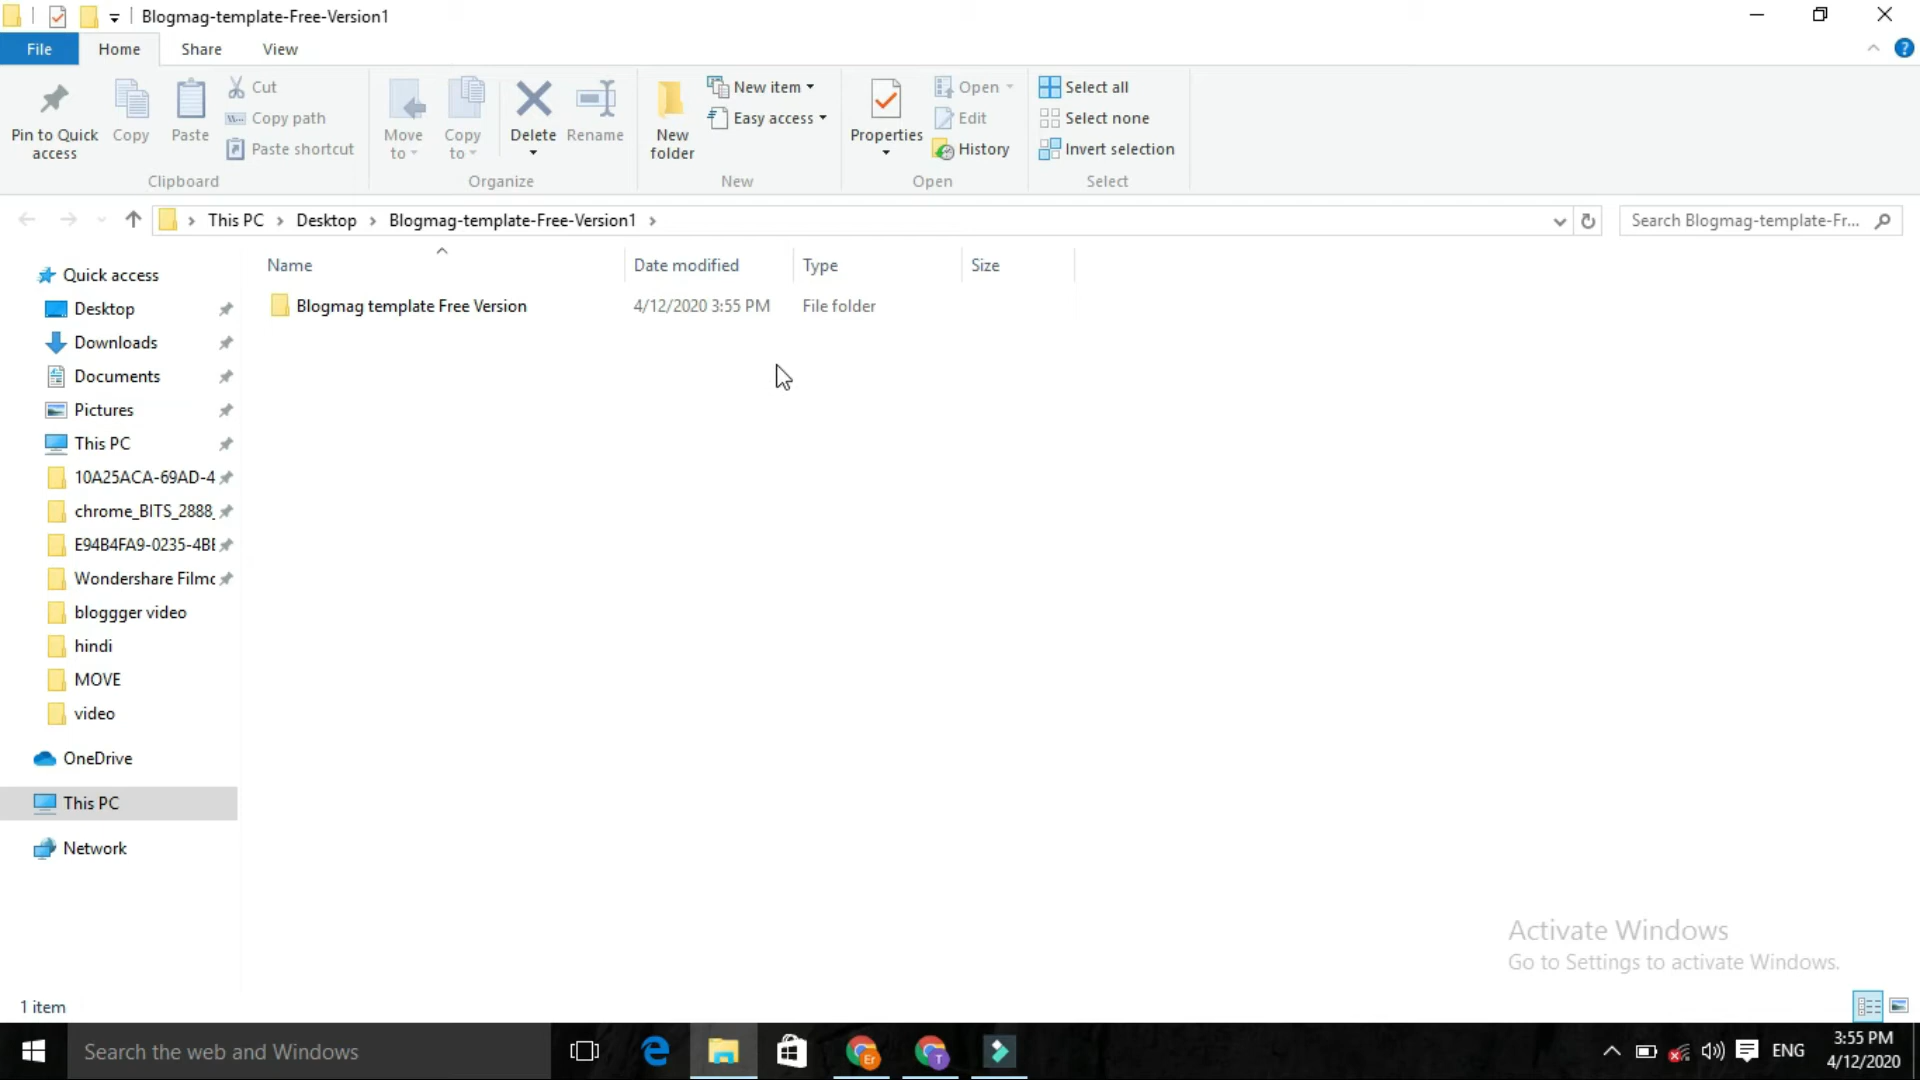 Blogmag-template-Free-Version1
File Home Share View
Pin to Quick access
Copy
Paste
Cut
Copy path
Paste shortcut
Clipboard
Move to
Copy to
Delete
Rename
Organize
New folder
New item
Easy access
New
Properties
Open
Edit
History
Open
Select all
Select none
Invert selection
Select
This PC > Desktop > Blogmag-template-Free-Version1 >
Search Blogmag-template-Fr...
Name Date modified Type Size
Blogmag template Free Version 4/12/2020 3:55 PM File folder
Quick access
Desktop
Downloads
Documents
Pictures
This PC
10A25ACA-69AD-4
chrome_BITS_2888_
E94B4FA9-0235-4BE
Wondershare Filmo
bloggger video
hindi
MOVE
video
OneDrive
This PC
Network
Activate Windows
Go to Settings to activate Windows.
1 item
Search the web and Windows
Er
T
ENG
3:55 PM
4/12/2020